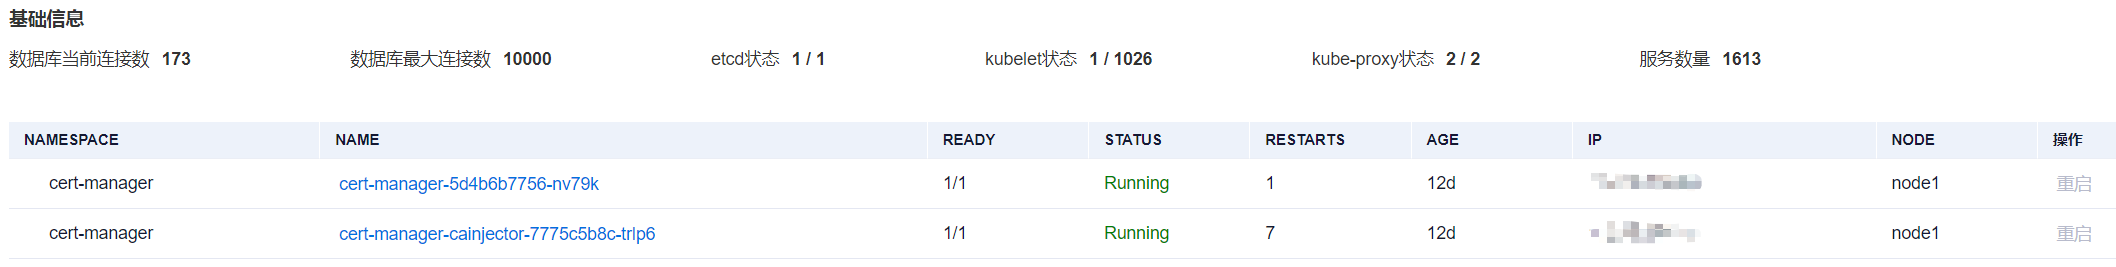 基础信息
数据库当前连接数 173 数据库最大连接数 10000 etcd状态 1 / 1 kubelet状态 1 / 1026 kube-proxy状态 2 / 2 服务数量 1613
NAMESPACE NAME READY STATUS RESTARTS AGE IP NODE 操作
cert-manager cert-manager-5d4b6b7756-nv79k 1/1 Running 1 12d node1 重启
cert-manager cert-manager-cainjector-7775c5b8c-trlp6 1/1 Running 7 12d node1 重启